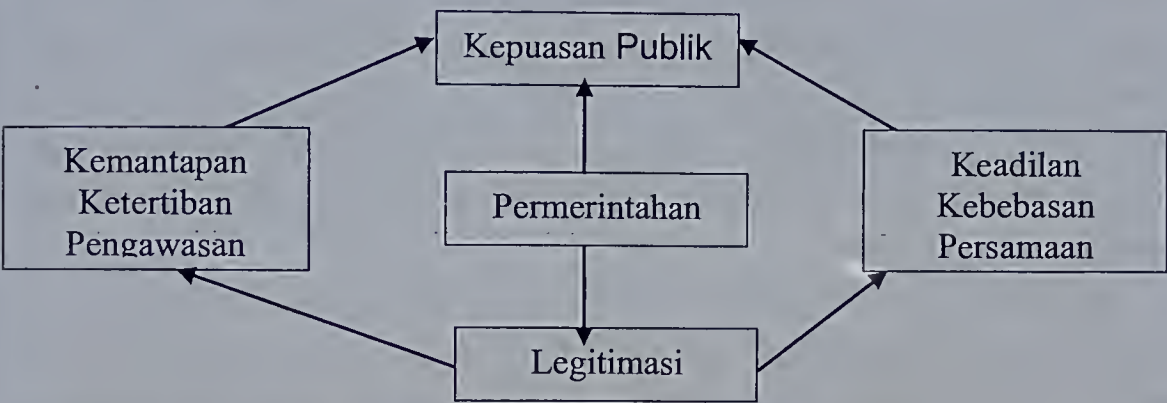 Kepuasan Publik
Kemantapan
Ketertiban
Pengawasan
Permerintahan
Keadilan
Kebebasan
Persamaan
Legitimasi